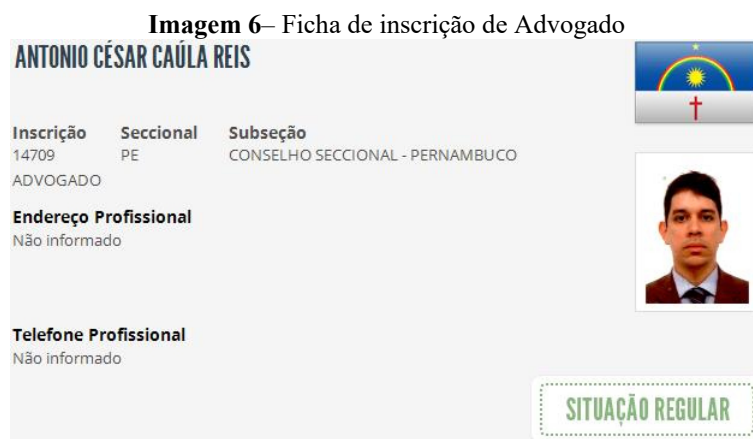 Imagem 6– Ficha de inscrição de Advogado
ANTONIO CÉSAR CAÚLA REIS
Inscrição Seccional Subseção
14709 PE CONSELHO SECCIONAL - PERNAMBUCO
ADVOGADO
Endereço Profissional
Não informado
Telefone Profissional
Não informado
SITUAÇÃO REGULAR